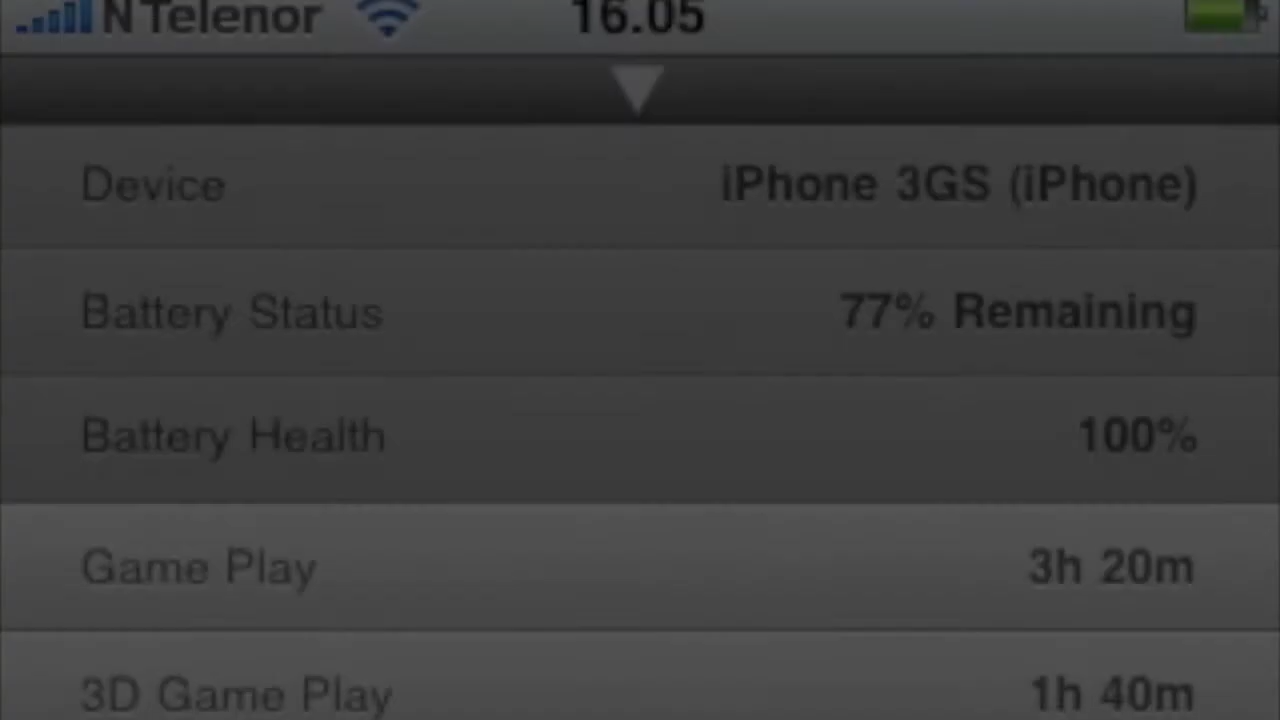 N Telenor 16.05
Device iPhone 3GS (iPhone)
Battery Status 77% Remaining
Battery Health 100%
Game Play 3h 20m
3D Game Play 1h 40m